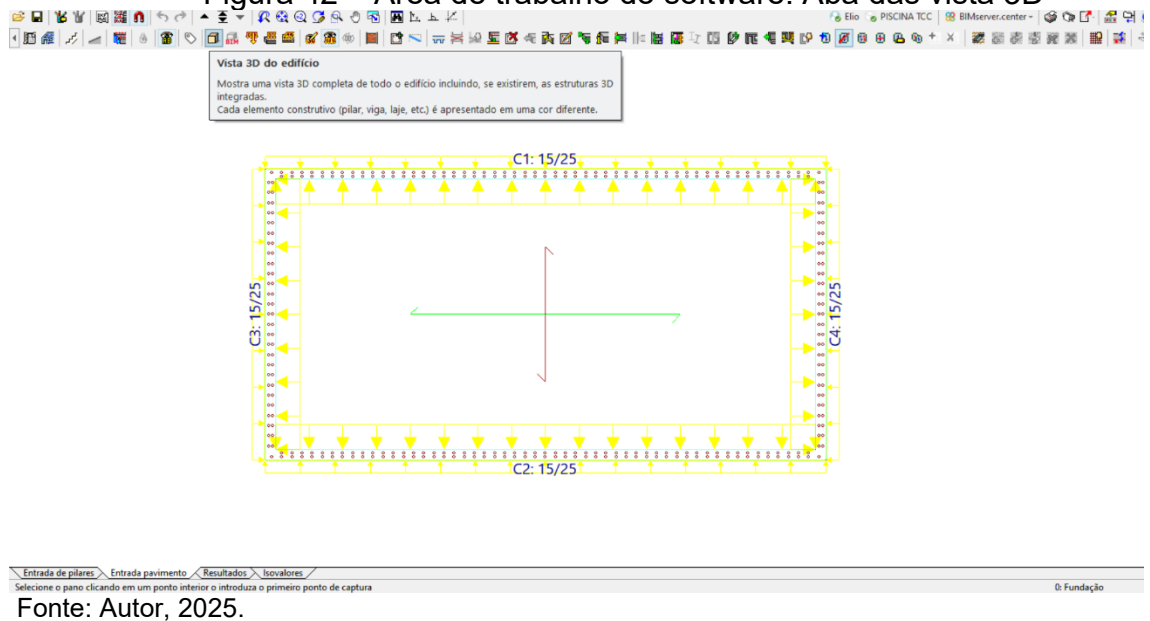 Figura 42 – Área de trabalho do software: Aba das vista 3D
Elio PISCINA TCC BIMserver.center
Vista 3D do edifício
Mostra uma vista 3D completa de todo o edifício incluindo, se existirem, as estruturas 3D
integradas.
Cada elemento construtivo (pilar, viga, laje, etc.) é apresentado em uma cor diferente.
C1: 15/25
C3: 15/25
C4: 15/25
C2: 15/25
Entrada de pilares Entrada pavimento Resultados Isovalores
Selecione o pano clicando em um ponto interior o introduza o primeiro ponto de captura 0: Fundação
Fonte: Autor, 2025.